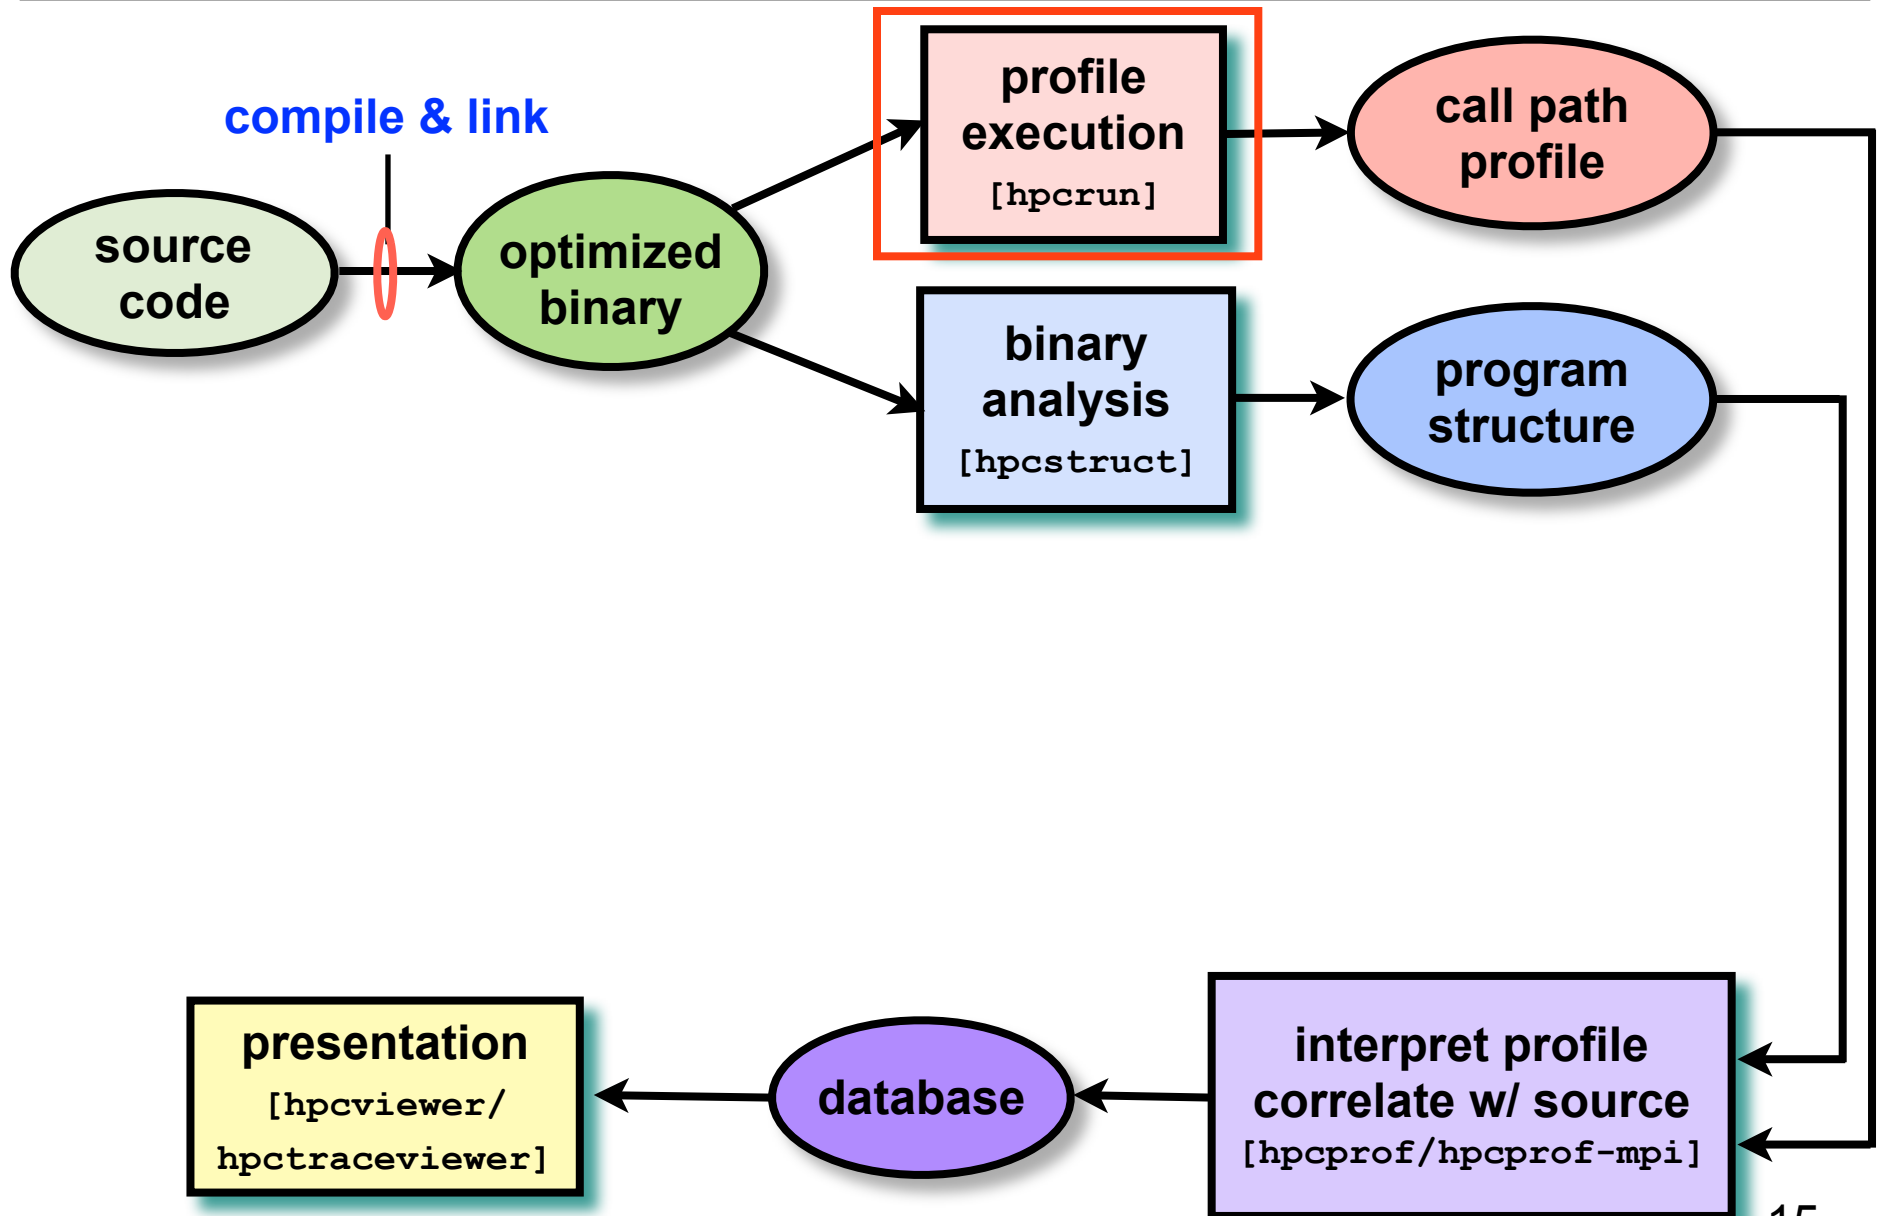 compile & link
source
code
optimized
binary
profile
execution
[hpcrun]
call path
profile
binary
analysis
[hpcstruct]
program
structure
presentation
[hpcviewer/
hpctraceviewer]
database
interpret profile
correlate w/ source
[hpcprof/hpcprof-mpi]
15